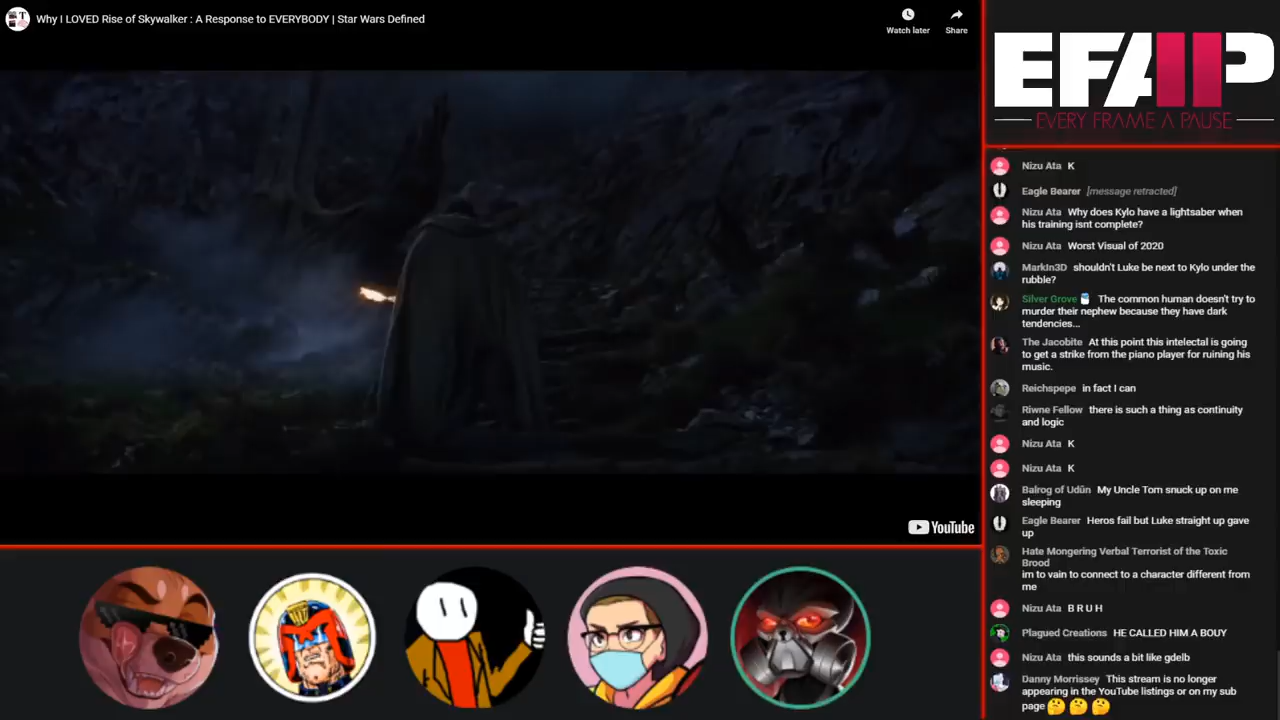 Why I LOVED Rise of Skywalker : A Response to EVERYBODY | Star Wars Defined
Watch later
Share
YouTube
EFAP
EVERY FRAME A PAUSE
Nizu Ata K
Eagle Bearer [message retracted]
Nizu Ata Why does Kylo have a lightsaber when
his training isnt complete?
Nizu Ata Worst Visual of 2020
MarkIn3D shouldn't Luke be next to Kylo under the
rubble?
Silver Grove The common human doesn't try to
murder their nephew because they have dark
tendencies...
The Jacobite At this point this intelectal is going
to get a strike from the piano player for ruining his
music.
Reichspepe in fact I can
Riwne Fellow there is such a thing as continuity
and logic
Nizu Ata K
Nizu Ata K
Balrog of Udûn My Uncle Tom snuck up on me
sleeping
Eagle Bearer Heros fail but Luke straight up gave
up
Hate Mongering Verbal Terrorist of the Toxic
Brood
im to vain to connect to a character different from
me
Nizu Ata B R U H
Plagued Creations HE CALLED HIM A BOUY
Nizu Ata this sounds a bit like gdelb
Danny Morrissey This stream is no longer
appearing in the YouTube listings or on my sub
page 🤔 🤔 🤔